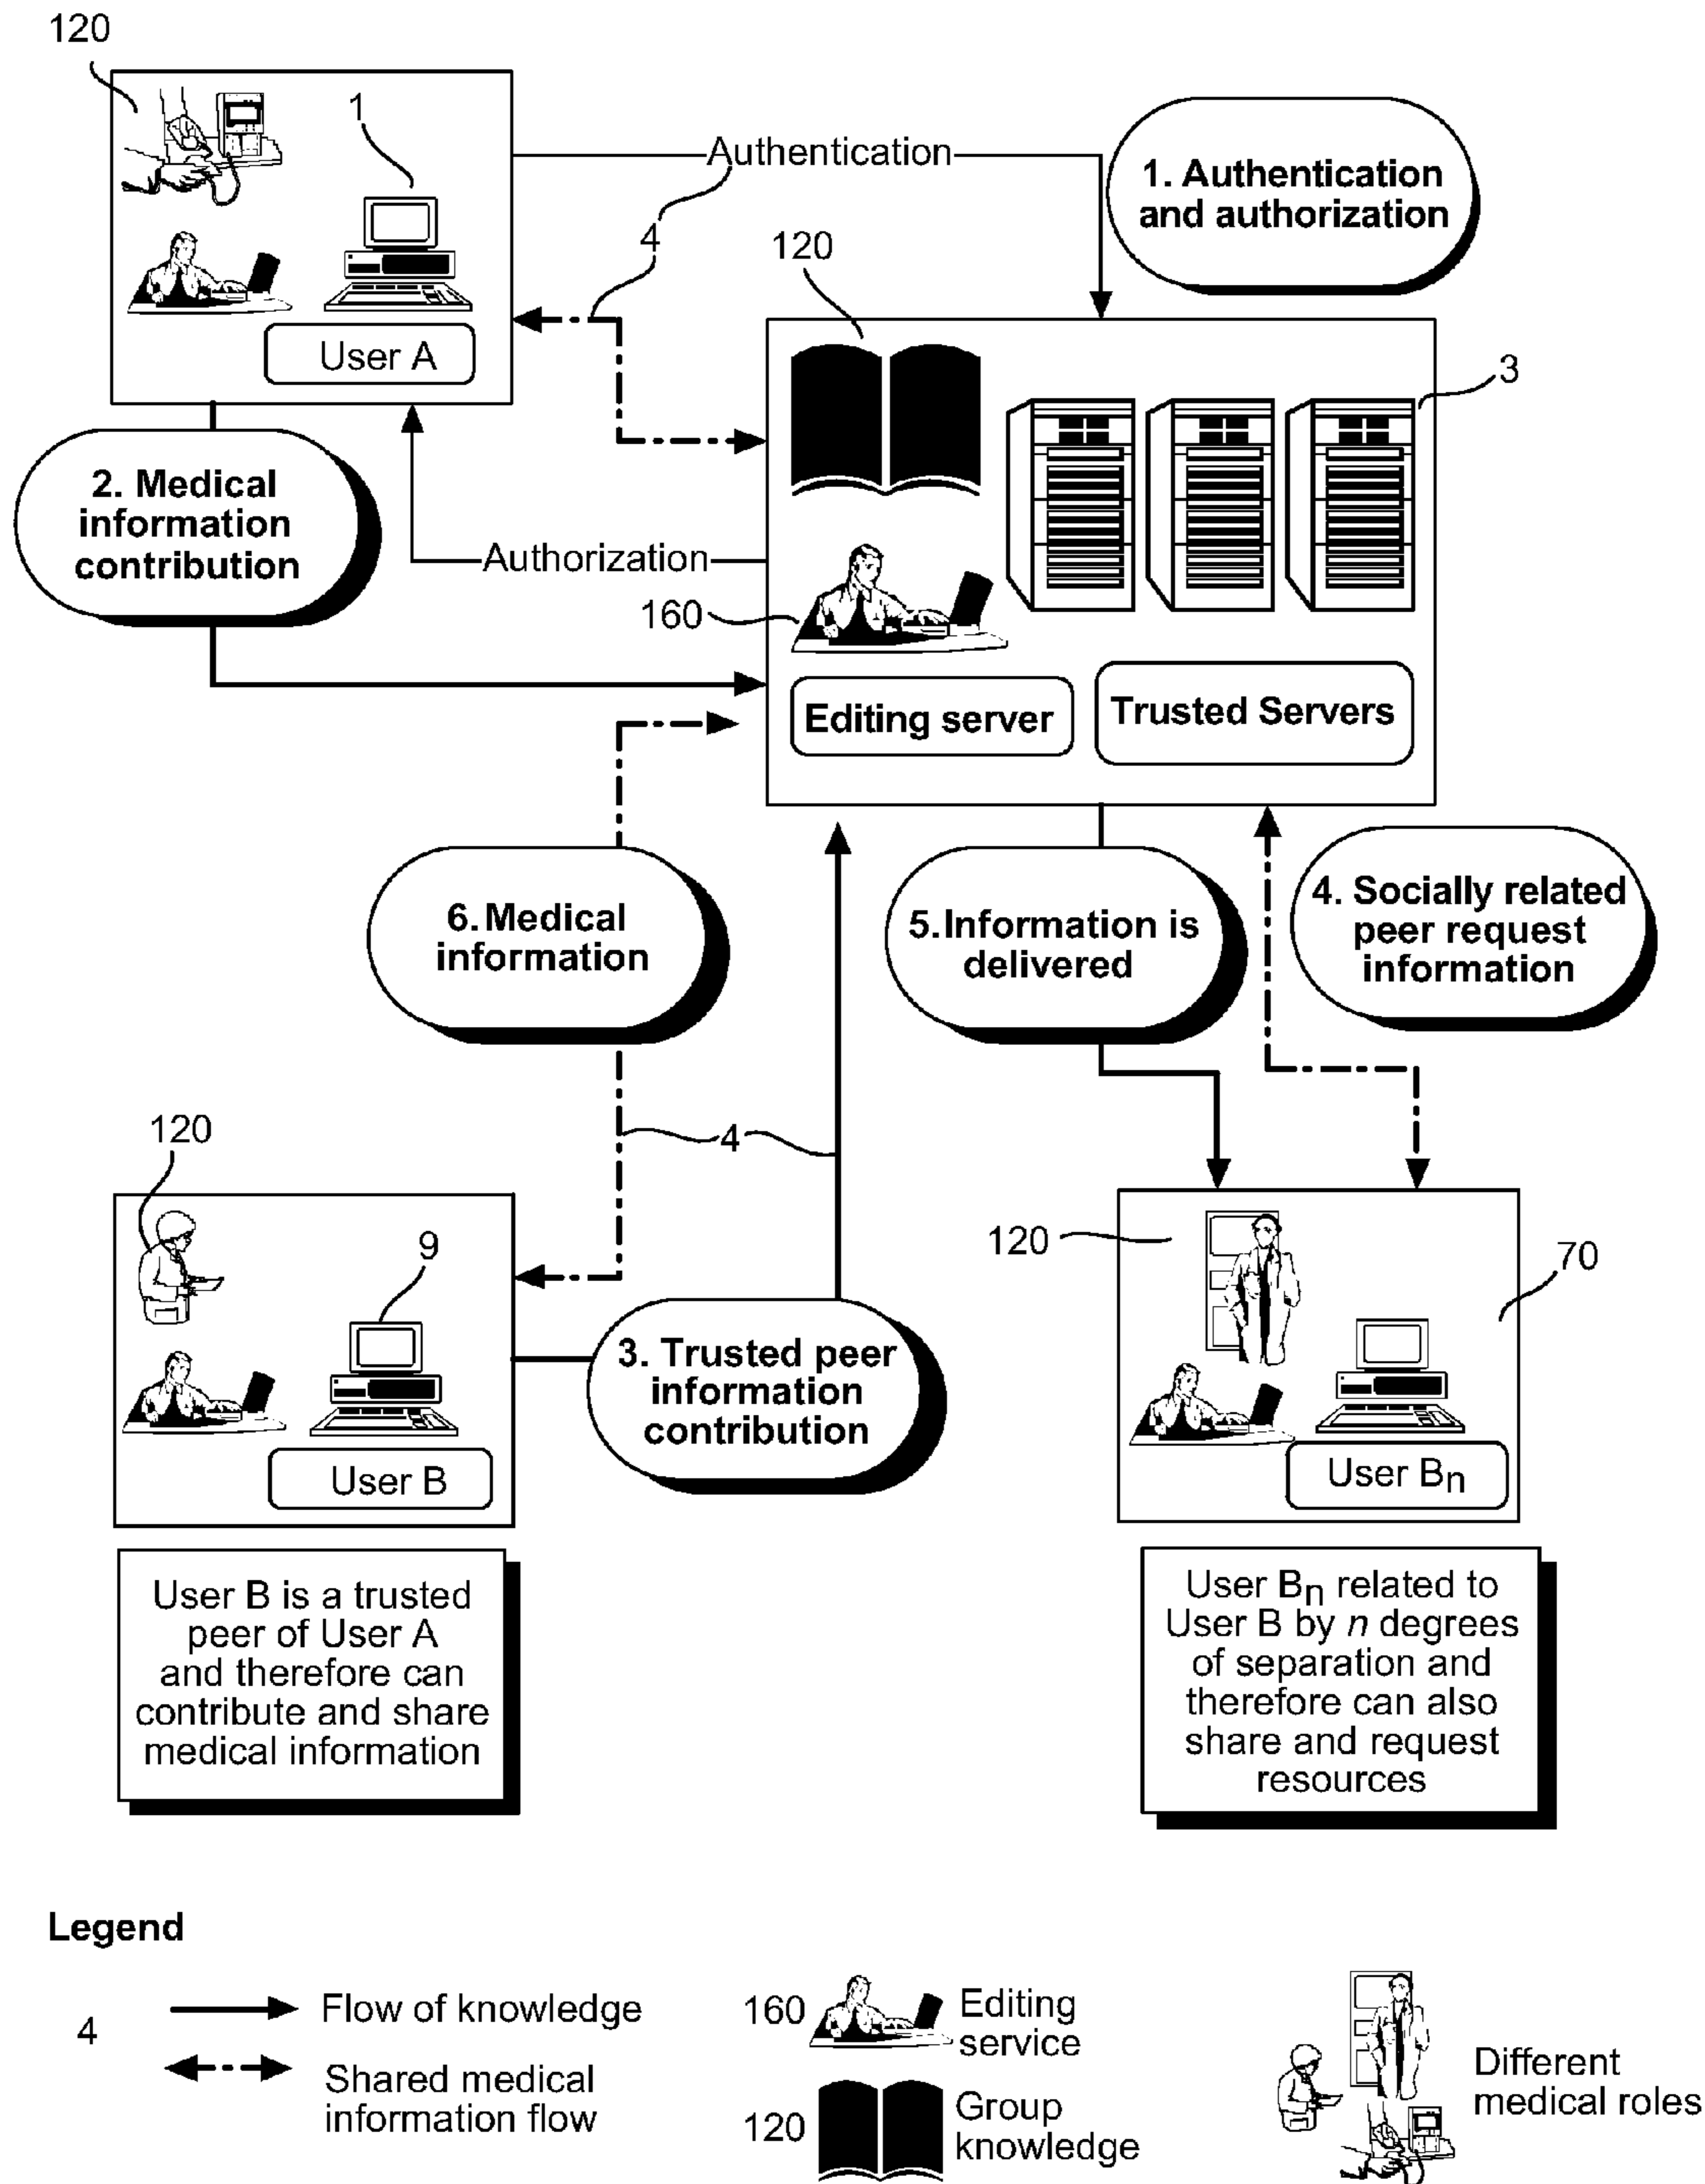 120
1
Authentication
1. Authentication
and authorization
4
120
3
User A
2. Medical
information
contribution
Authorization
160
Editing server
Trusted Servers
6. Medical
information
5. Information is
delivered
4. Socially related
peer request
information
4
120
9
120
70
3. Trusted peer
information
contribution
User B
User Bn
User B is a trusted
peer of User A
and therefore can
contribute and share
medical information
User Bn related to
User B by n degrees
of separation and
therefore can also
share and request
resources
Legend
4
Flow of knowledge
Shared medical
information flow
160
Editing
service
120
Group
knowledge
Different
medical roles